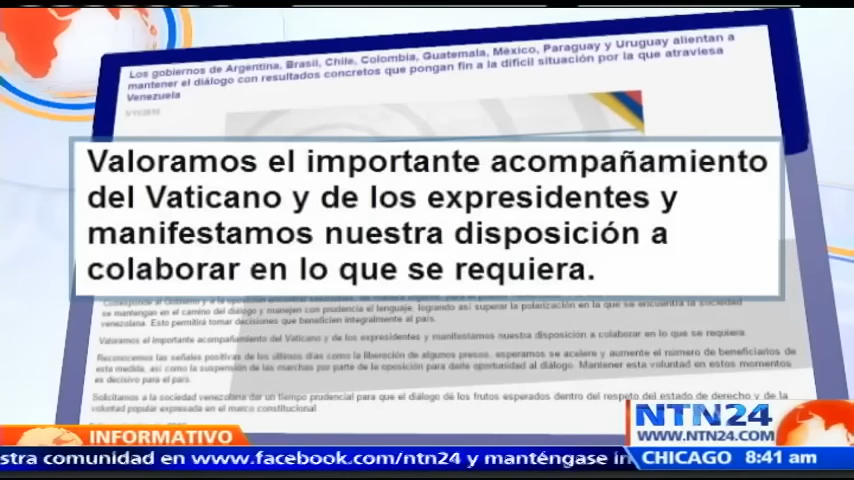 Los gobiernos de Argentina, Brasil, Chile, Colombia, Guatemala, México, Paraguay y Uruguay alientan a
mantener el diálogo con resultados concretos que pongan fin a la difícil situación por la que atraviesa
Venezuela
Valoramos el importante acompañamiento
del Vaticano y de los expresidentes y
manifestamos nuestra disposición a
colaborar en lo que se requiera.
se mantengan en el camino del diálogo y manejen con prudencia el lenguaje, logrando así superar la polarización en la que se encuentra la sociedad
venezolana. Esto permitirá tomar decisiones que beneficien integralmente al país.
Valoramos el importante acompañamiento del Vaticano y de los expresidentes y manifestamos nuestra disposición a colaborar en lo que se requiera.
Reconocemos las señales positivas de los últimos días como la liberación de algunos presos, esperamos se acelere y aumente el número de beneficiarios de
esta medida, así como la suspensión de las marchas por parte de la oposición para darle oportunidad al diálogo. Mantener esta voluntad en estos momentos
es decisivo para el país.
Solicitamos a la sociedad venezolana dar un tiempo prudencial para que el diálogo dé los frutos esperados dentro del respeto del estado de derecho y de la
voluntad popular expresada en el marco constitucional
NTN24
WWW.NTN24.COM
INFORMATIVO
stra comunidad en www.facebook.com/ntn24 y manténgase in
CHICAGO 8:41 am